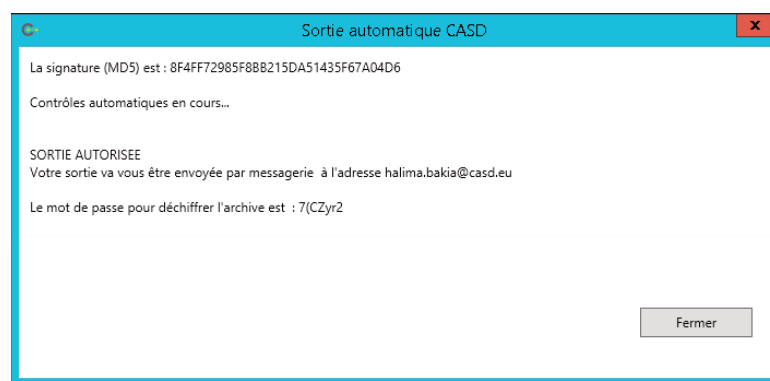 Sortie automatique CASD
x
La signature (MD5) est : 8F4FF72985F8BB215DA51435F67A04D6
Contrôles automatiques en cours...
SORTIE AUTORISEE
Votre sortie va vous être envoyée par messagerie  à l'adresse halima.bakia@casd.eu
Le mot de passe pour déchiffrer l'archive est  : 7(CZyr2
Fermer